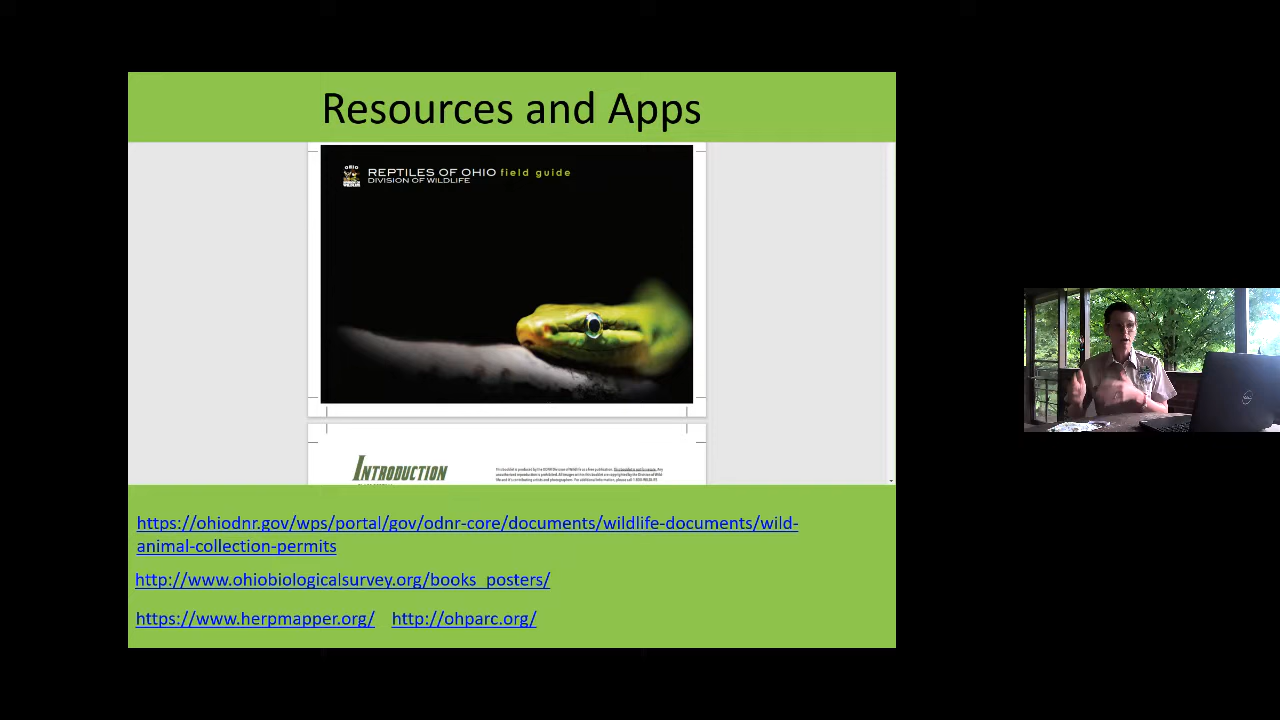 Resources and Apps
OHIO
REPTILES OF OHIO field guide
DIVISION OF WILDLIFE
INTRODUCTION
https://ohiodnr.gov/wps/portal/gov/odnr-core/documents/wildlife-documents/wild-
animal-collection-permits
http://www.ohiobiologicalsurvey.org/books_posters/
https://www.herpmapper.org/ http://ohparc.org/